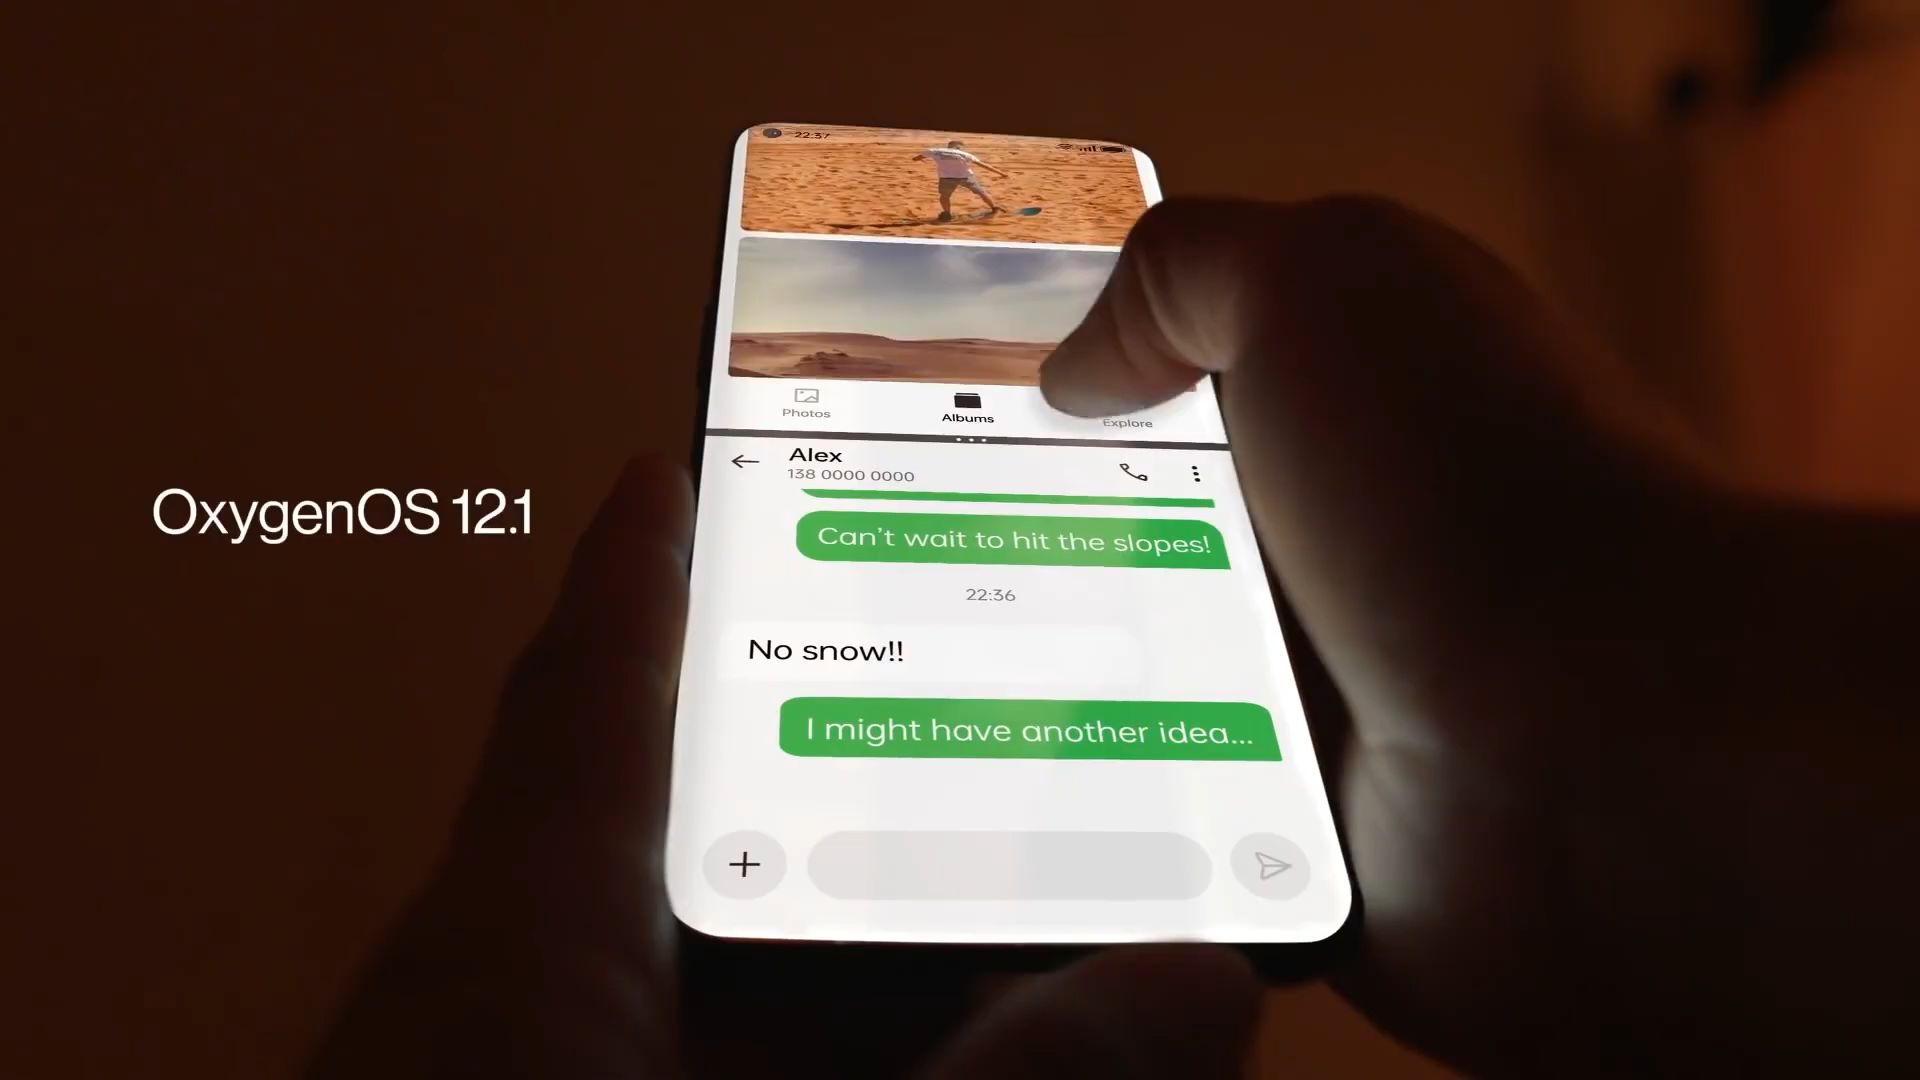 OxygenOS 12.1
22:37
Photos
Albums
Explore
Alex
138 0000 0000
Can't wait to hit the slopes!
22:36
No snow!!
I might have another idea...